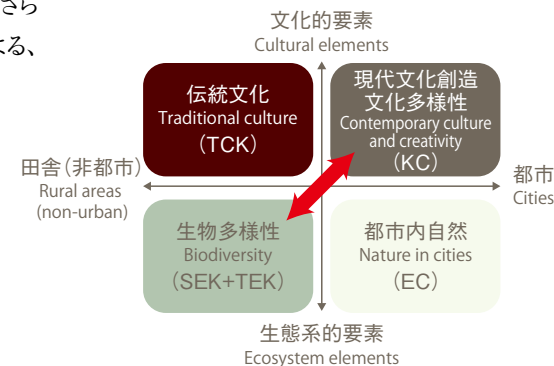 さら
よる、
文化的要素
Cultural elements
伝統文化
Traditional culture
（TCK）
現代文化創造
文化多様性
Contemporary culture
and creativity
（KC）
田舎（非都市）
Rural areas
(non-urban)
都市
Cities
生物多様性
Biodiversity
（SEK+TEK）
都市内自然
Nature in cities
（EC）
生態系的要素
Ecosystem elements